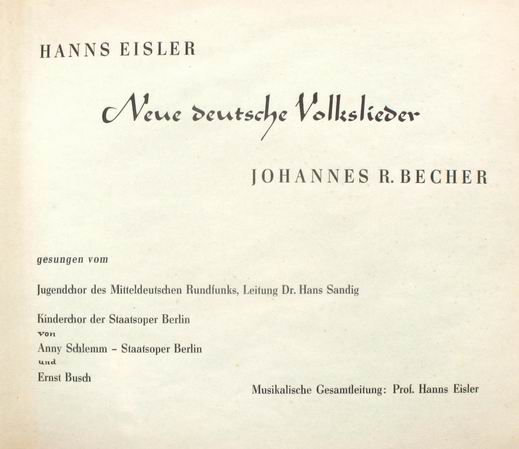 HANNS EISLER
Neue deutsche Volkslieder
JOHANNES R. BECHER
gesungen vom
Jugendchor des Mitteldeutschen Rundfunks, Leitung Dr. Hans Sandig
Kinderchor der Staatsoper Berlin
von
Anny Schlemm – Staatsoper Berlin
und
Ernst Busch
Musikalische Gesamtleitung: Prof. Hanns Eisler